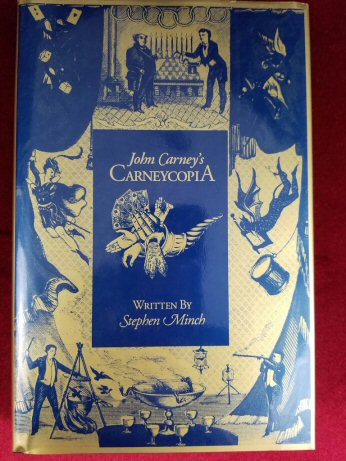 John Carney's
CARNEYCOPIA
WRITTEN BY
Stephen Minch